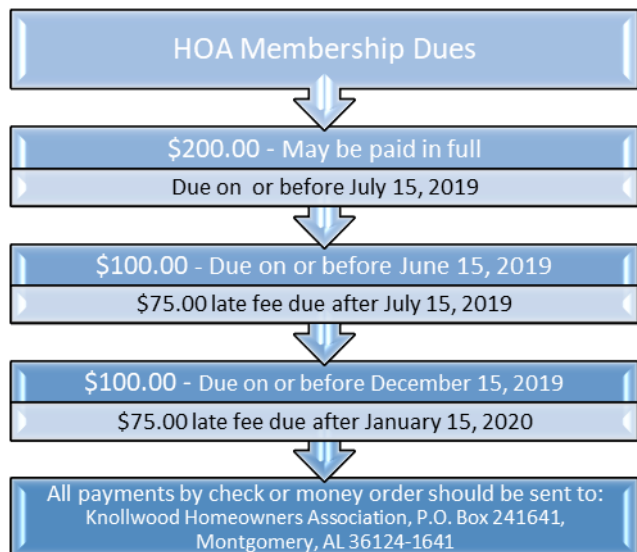 HOA Membership Dues
$200.00 - May be paid in full
Due on or before July 15, 2019
$100.00 - Due on or before June 15, 2019
$75.00 late fee due after July 15, 2019
$100.00 - Due on or before December 15, 2019
$75.00 late fee due after January 15, 2020
All payments by check or money order should be sent to:
Knollwood Homeowners Association, P.O. Box 241641,
Montgomery, AL 36124-1641